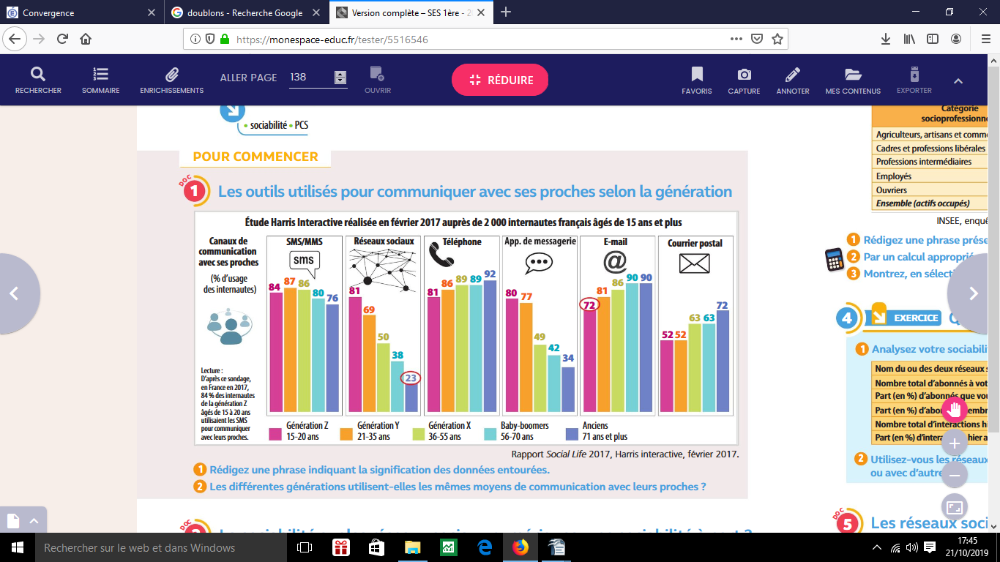 Convergence
doublons - Recherche Google
Version complète – SES 1ère - 2
https://monespace-educ.fr/tester/5516546
RECHERCHER
SOMMAIRE
ENRICHISSEMENTS
ALLER PAGE 138
OUVRIR
RÉDUIRE
FAVORIS
CAPTURE
ANNOTER
MES CONTENUS
EXPORTER
• sociabilité • PCS
POUR COMMENCER
DOC 1 Les outils utilisés pour communiquer avec ses proches selon la génération
Étude Harris Interactive réalisée en février 2017 auprès de 2 000 internautes français âgés de 15 ans et plus
Canaux de
communication
avec ses proches
(% d'usage
des internautes)
Lecture :
D'après ce sondage,
en France en 2017,
84 % des internautes
de la génération Z
âgés de 15 à 20 ans
utilisaient les SMS
pour communiquer
avec leurs proches.
SMS/MMS
sms
84 87 86 80 76
Réseaux sociaux
81 69 50 38 23
Téléphone
81 86 89 89 92
App. de messagerie
80 77 49 42 34
E-mail
@
72 81 86 90 90
Courrier postal
52 52 63 63 72
Génération Z
15-20 ans
Génération Y
21-35 ans
Génération X
36-55 ans
Baby-boomers
56-70 ans
Anciens
71 ans et plus
Rapport Social Life 2017, Harris interactive, février 2017.
1 Rédigez une phrase indiquant la signification des données entourées.
2 Les différentes générations utilisent-elles les mêmes moyens de communication avec leurs proches ?
Catégorie
socioprofessionn
Agriculteurs, artisans et comm
Cadres et professions libérales
Professions intermédiaires
Employés
Ouvriers
Ensemble (actifs occupés)
INSEE, enqu
1 Rédigez une phrase prése
2 Par un calcul approprié
3 Montrez, en sélecti
4 EXERCICE Q
1 Analysez votre sociabili
Nom du ou des deux réseaux s
Nombre total d'abonnés à vot
Part (en %) d'abonnés que vou
Part (en %) d'abo
Nombre total d'interactions hi
Part (en %) d'intera
hier a
2 Utilisez-vous les réseaux
ou avec d'autre
DOC 5 Les réseaux soci
Rechercher sur le web et dans Windows
17:45
21/10/2019